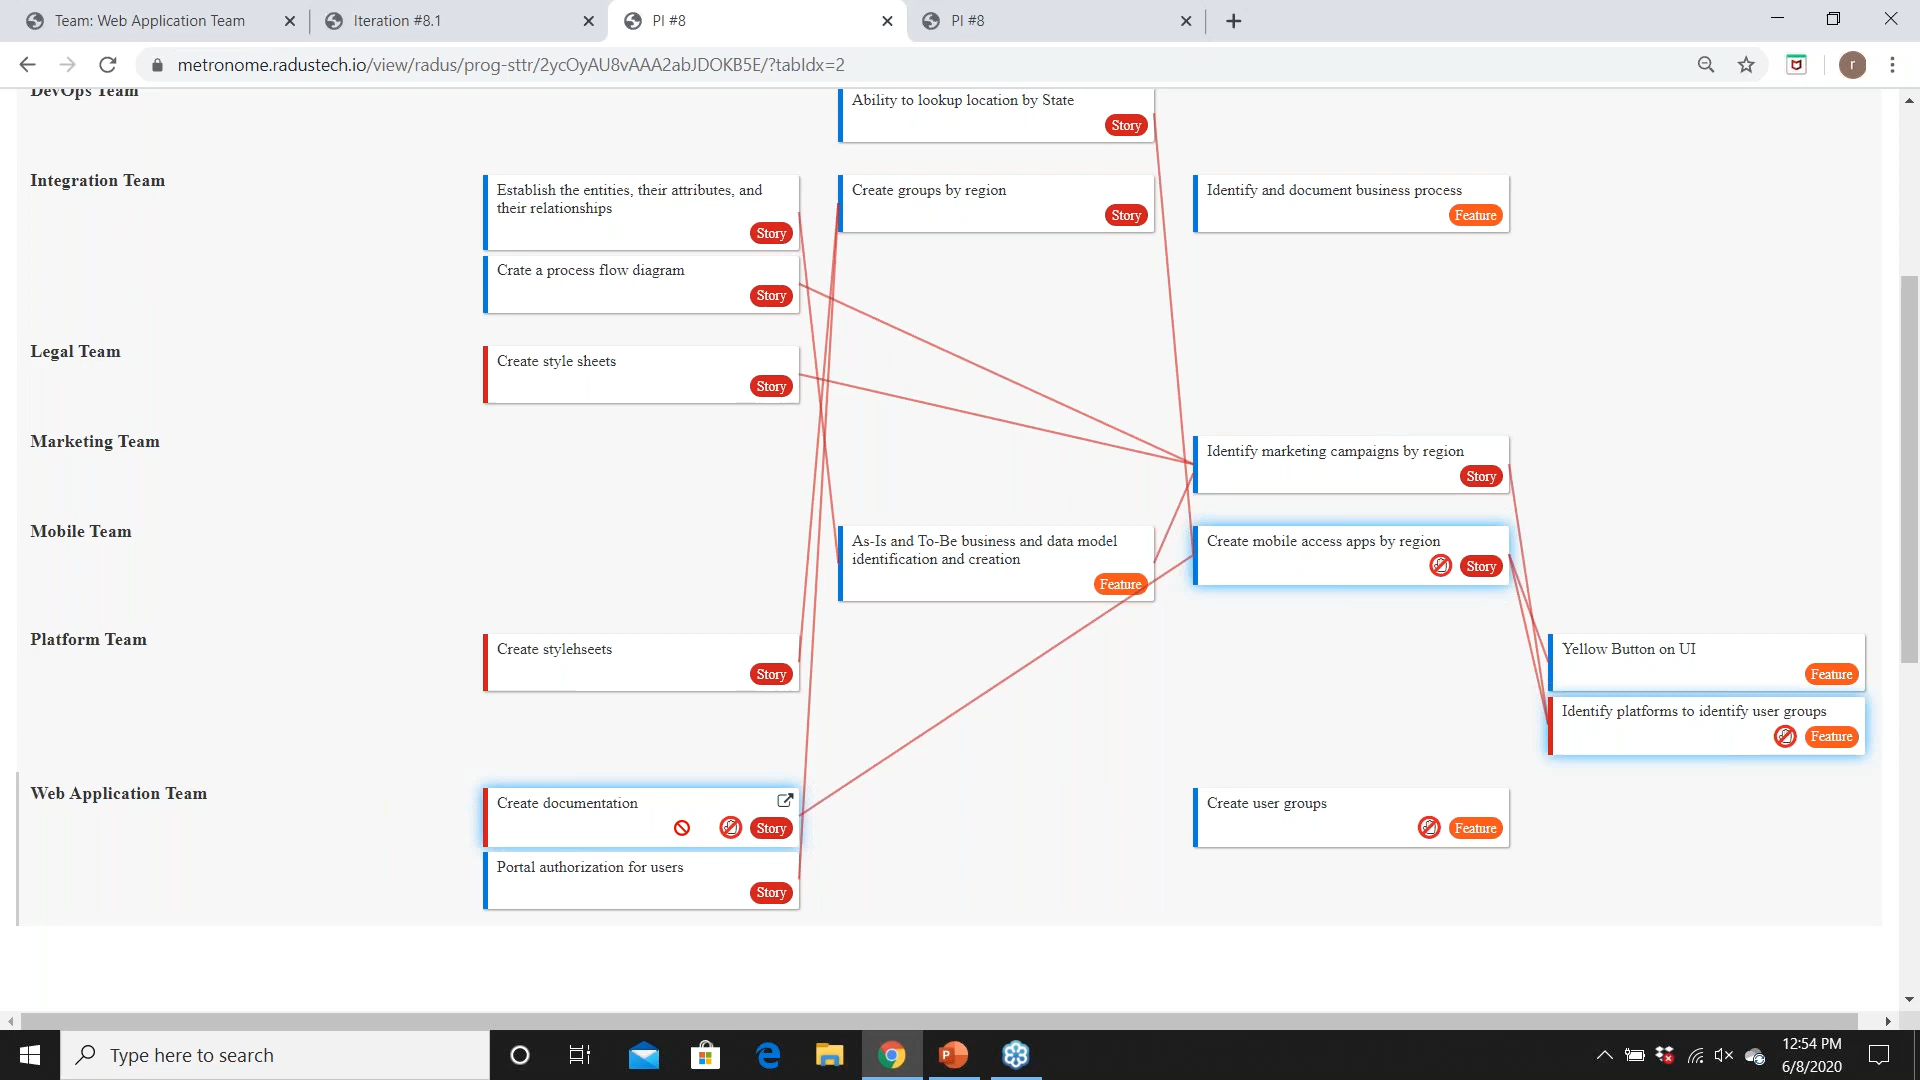 Team: Web Application Team
Iteration #8.1
PI #8
PI #8
metronome.radustech.io/view/radus/prog-sttr/2ycOyAU8vAAA2abJDOKB5E/?tabIdx=2
r
DevOps Team
Ability to lookup location by State
Story
Integration Team
Establish the entities, their attributes, and
their relationships
Story
Create groups by region
Story
Identify and document business process
Feature
Crate a process flow diagram
Story
Legal Team
Create style sheets
Story
Marketing Team
Identify marketing campaigns by region
Story
Mobile Team
As-Is and To-Be business and data model
identification and creation
Feature
Create mobile access apps by region
Story
Platform Team
Create stylehseets
Story
Yellow Button on UI
Feature
Identify platforms to identify user groups
Feature
Web Application Team
Create documentation
Story
Create user groups
Feature
Portal authorization for users
Story
Type here to search
12:54 PM
6/8/2020